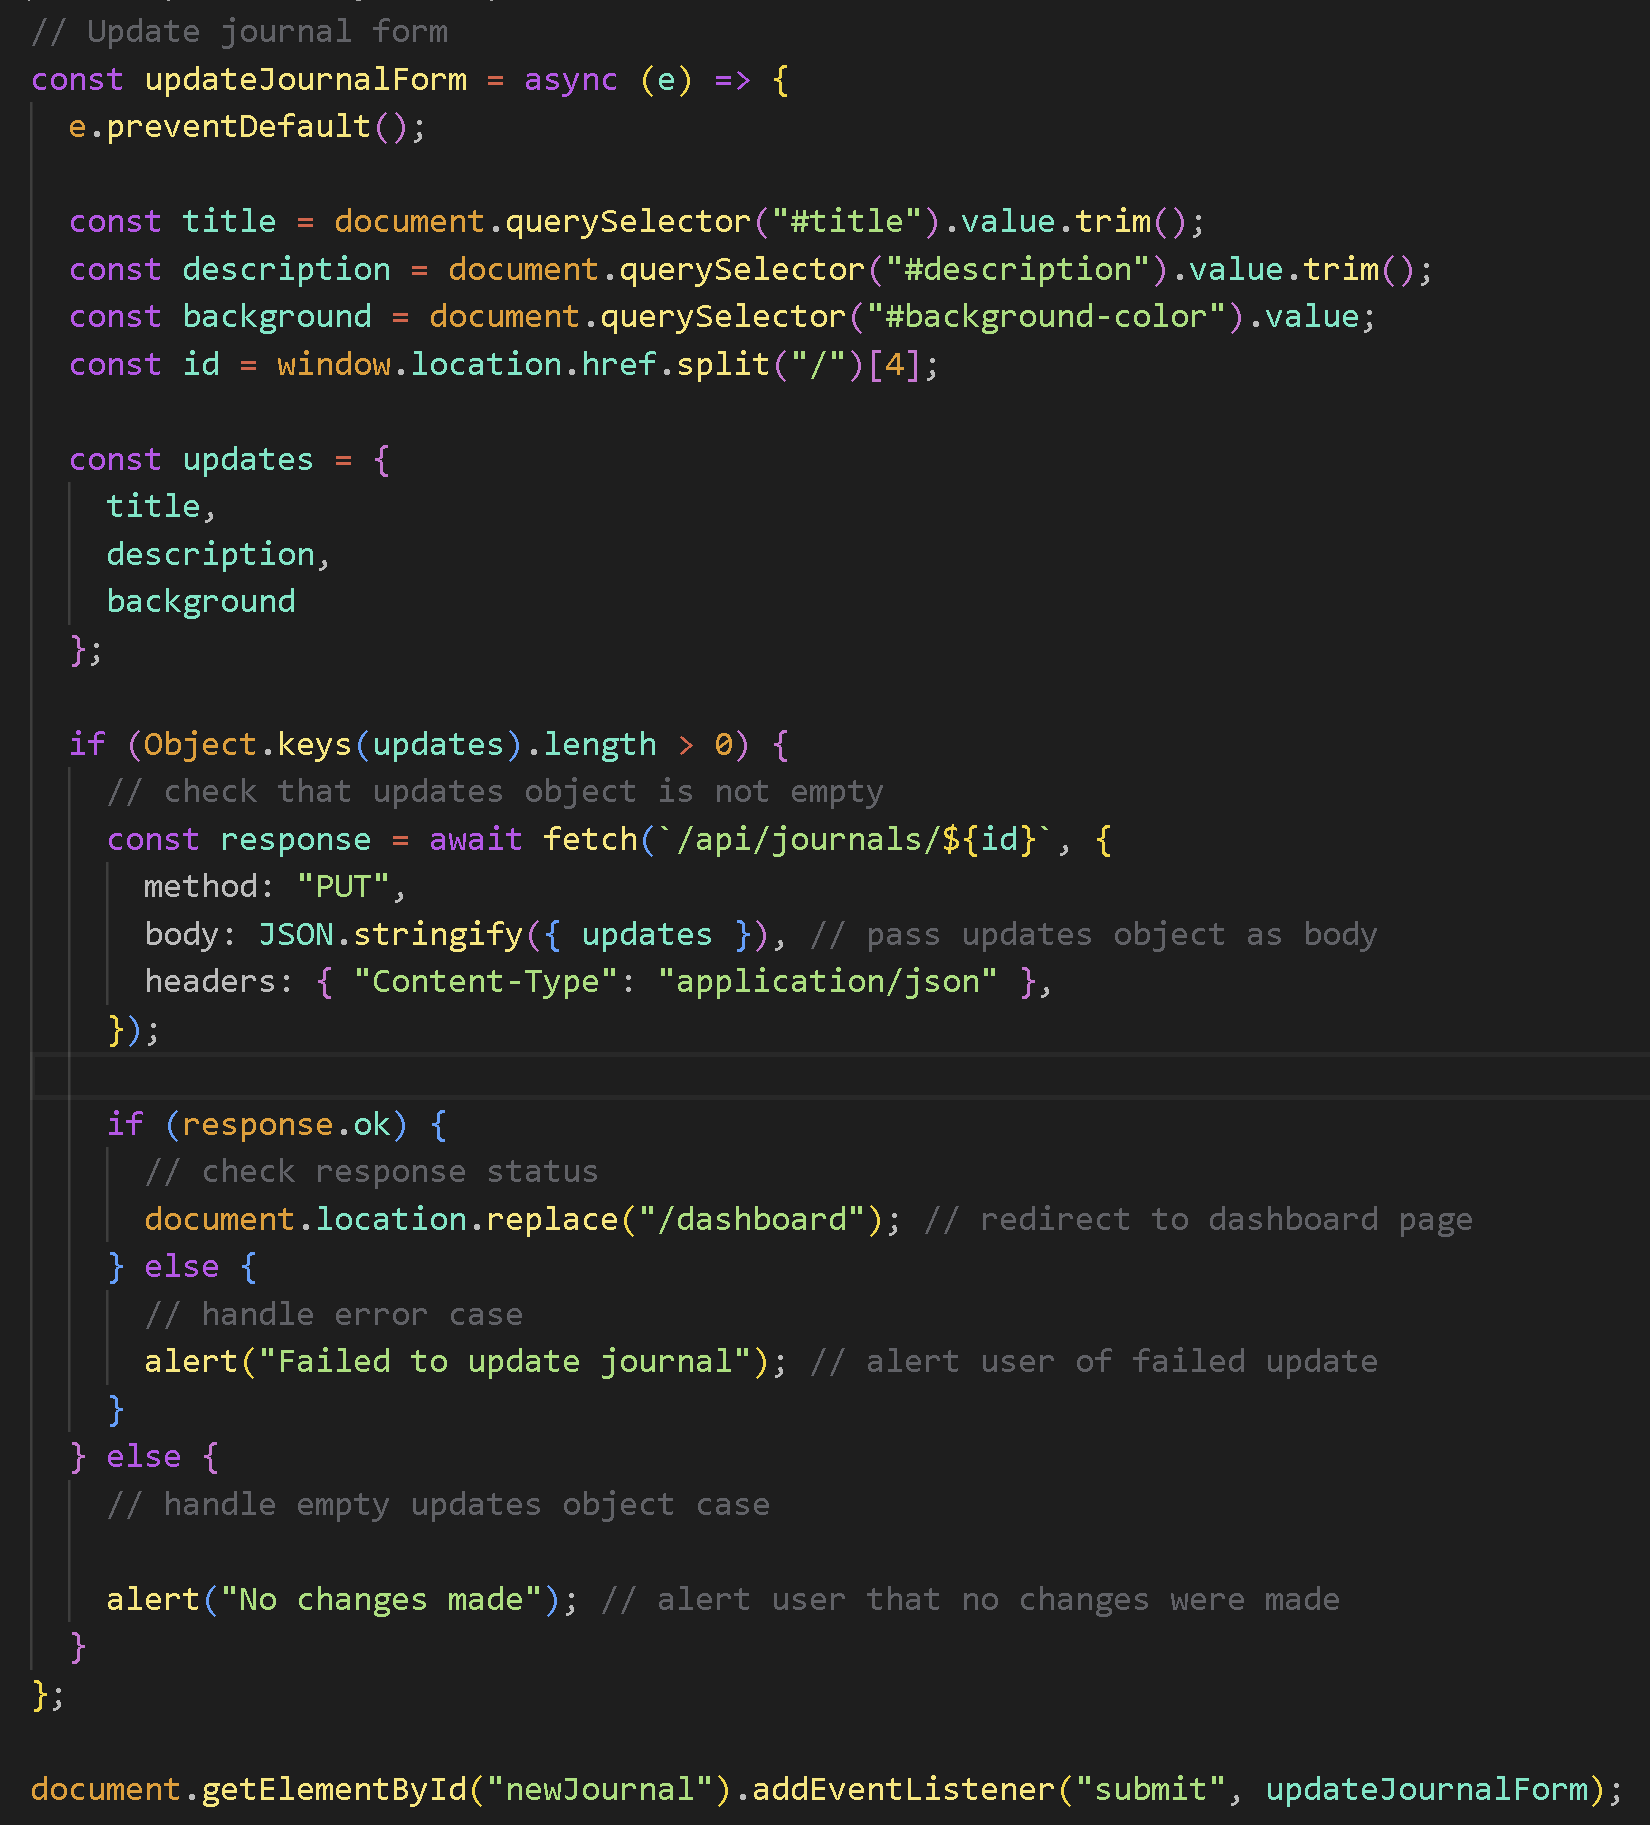 // Update journal form
const updateJournalForm = async (e) => {
e.preventDefault();
const title = document.querySelector("#title").value.trim();
const description = document.querySelector("#description").value.trim();
const background = document.querySelector("#background-color").value;
const id = window.location.href.split("/")[4];
const updates = {
title,
description,
background
};
if (Object.keys(updates).length > 0) {
// check that updates object is not empty
const response = await fetch(`/api/journals/${id}`, {
method: "PUT",
body: JSON.stringify({ updates }), // pass updates object as body
headers: { "Content-Type": "application/json" },
});
if (response.ok) {
// check response status
document.location.replace("/dashboard"); // redirect to dashboard page
} else {
// handle error case
alert("Failed to update journal"); // alert user of failed update
}
} else {
// handle empty updates object case
alert("No changes made"); // alert user that no changes were made
}
};
document.getElementById("newJournal").addEventListener("submit", updateJournalForm);